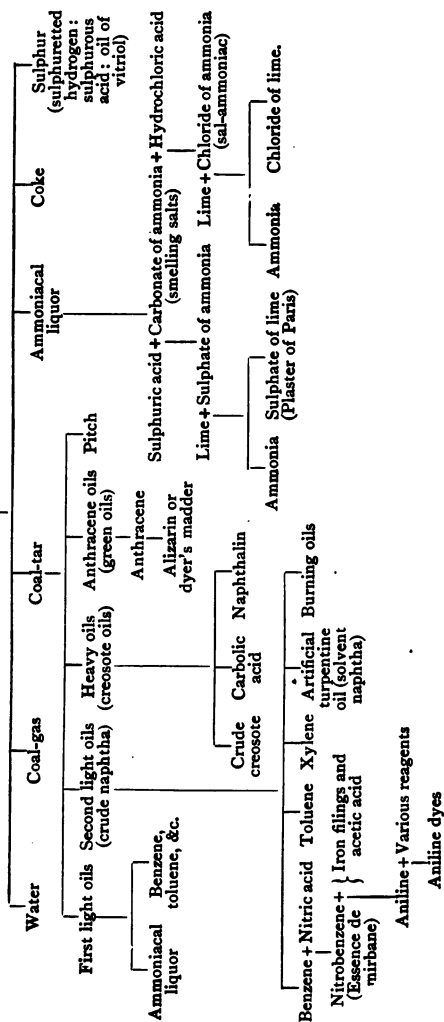 Water
Coal-gas
Coal-tar
Ammoniacal
liquor
Coke
Sulphur
(sulphuretted
hydrogen :
sulphurous
acid : oil of
vitriol)
First light oils
Second light oils
(crude naphtha)
Heavy oils
(creosote oils)
Anthracene oils
(green oils)
Pitch
Anthracene
Alizarin or
dyer's madder
Ammoniacal
liquor
Benzene,
toluene, &c.
Crude
creosote
Carbolic
acid
Naphthalin
Sulphuric acid + Carbonate of ammonia + Hydrochloric acid
(smelling salts)
Lime + Sulphate of ammonia
Lime + Chloride of ammonia
(sal-ammoniac)
Ammonia
Sulphate of lime
(Plaster of Paris)
Ammonia
Chloride of lime.
Benzene + Nitric acid
Toluene
Xylene
Artificial
turpentine
oil (solvent
naphtha)
Burning oils
Nitrobenzene + { Iron filings and
(Essence de acetic acid
mirbane)
Aniline + Various reagents
Aniline dyes